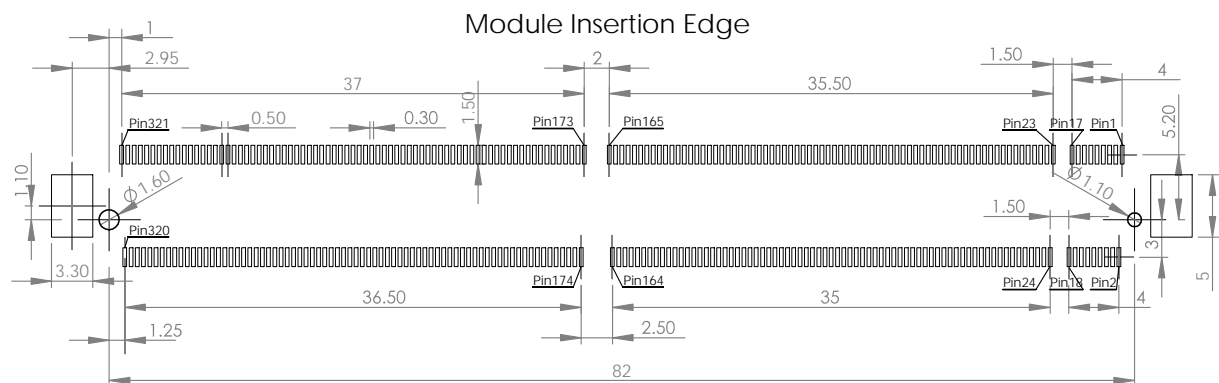 Module Insertion Edge
1
2.95
37
2
35.50
1.50
4
Pin321
0.50
0.30
1.50
Pin173
Pin165
Pin23
Pin17
Pin1
5.20
1.10
Ø1.60
Ø1.10
1.50
3
Pin320
3.30
Pin174
Pin164
Pin24
Pin18
Pin2
5
36.50
35
4
1.25
2.50
82